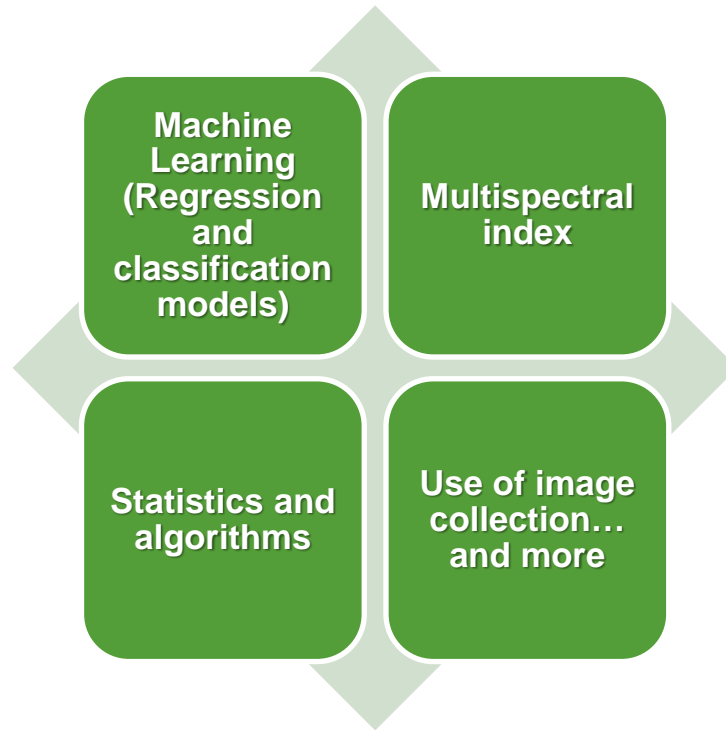 Machine
Learning
(Regression
and
classification
models)
Multispectral
index
Statistics and
algorithms
Use of image
collection…
and more